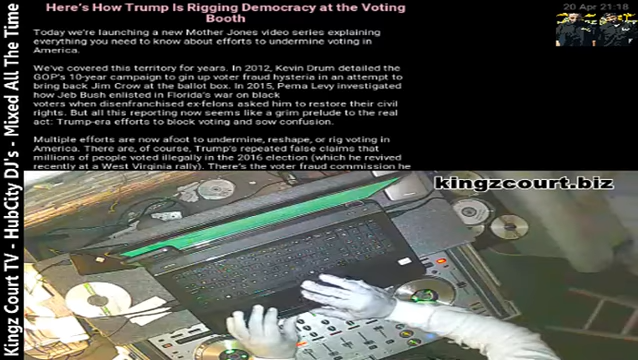 Here's How Trump Is Rigging Democracy at the Voting
Booth
20 Apr 21:18
Today we're launching a new Mother Jones video series explaining
everything you need to know about efforts to undermine voting in
America.
We've covered this territory for years. In 2012, Kevin Drum detailed the
GOP's 10-year campaign to gin up voter fraud hysteria in an attempt to
bring back Jim Crow at the ballot box. In 2015, Pema Levy investigated
how Jeb Bush enlisted in Florida's war on black
voters when disenfranchised ex-felons asked him to restore their civil
rights. But all this reporting now seems like a grim prelude to the real
act: Trump-era efforts to block voting and sow confusion.
Multiple efforts are now afoot to undermine, reshape, or rig voting in
America. There are, of course, Trump's repeated false claims that
millions of people voted illegally in the 2016 election (which he revived
recently at a West Virginia rally). There's the voter fraud commission he
kingzcourt.biz
Kingz Court TV - HubCity DJ's - Mixed All The Time